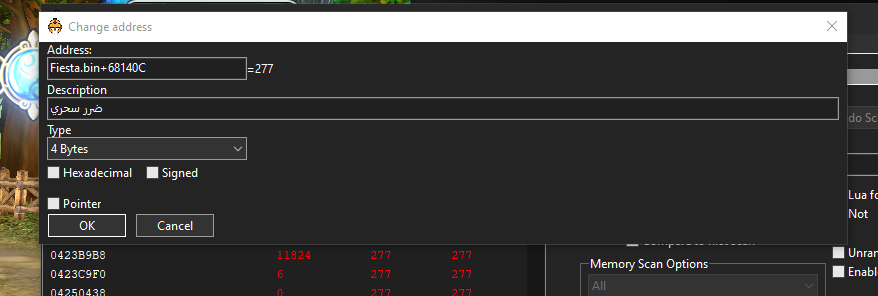 Change address
Address:
Fiesta.bin+68140C =277
Description
ضرر سحري
Type
4 Bytes
Hexadecimal Signed
Pointer
OK Cancel
do Sc
Lua fo
Not
0423B9B8 11824 277 277
Unran
0423C9F0 6 277 277
Memory Scan Options
Enable
04250438 0 277 277
All